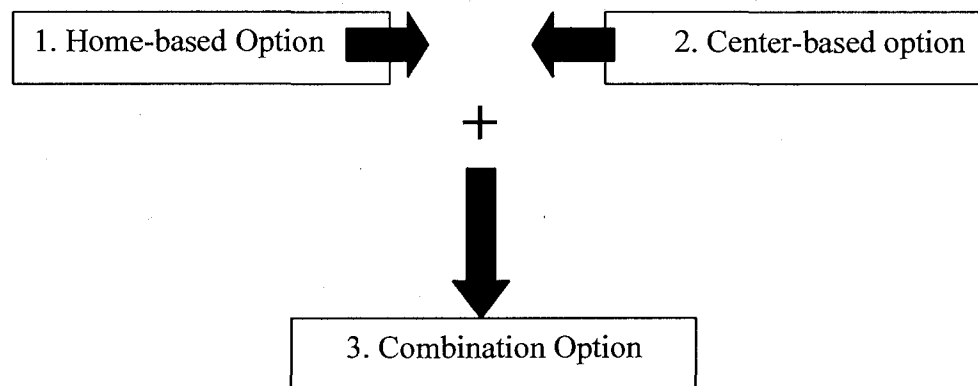 1. Home-based Option
2. Center-based option
+
3. Combination Option